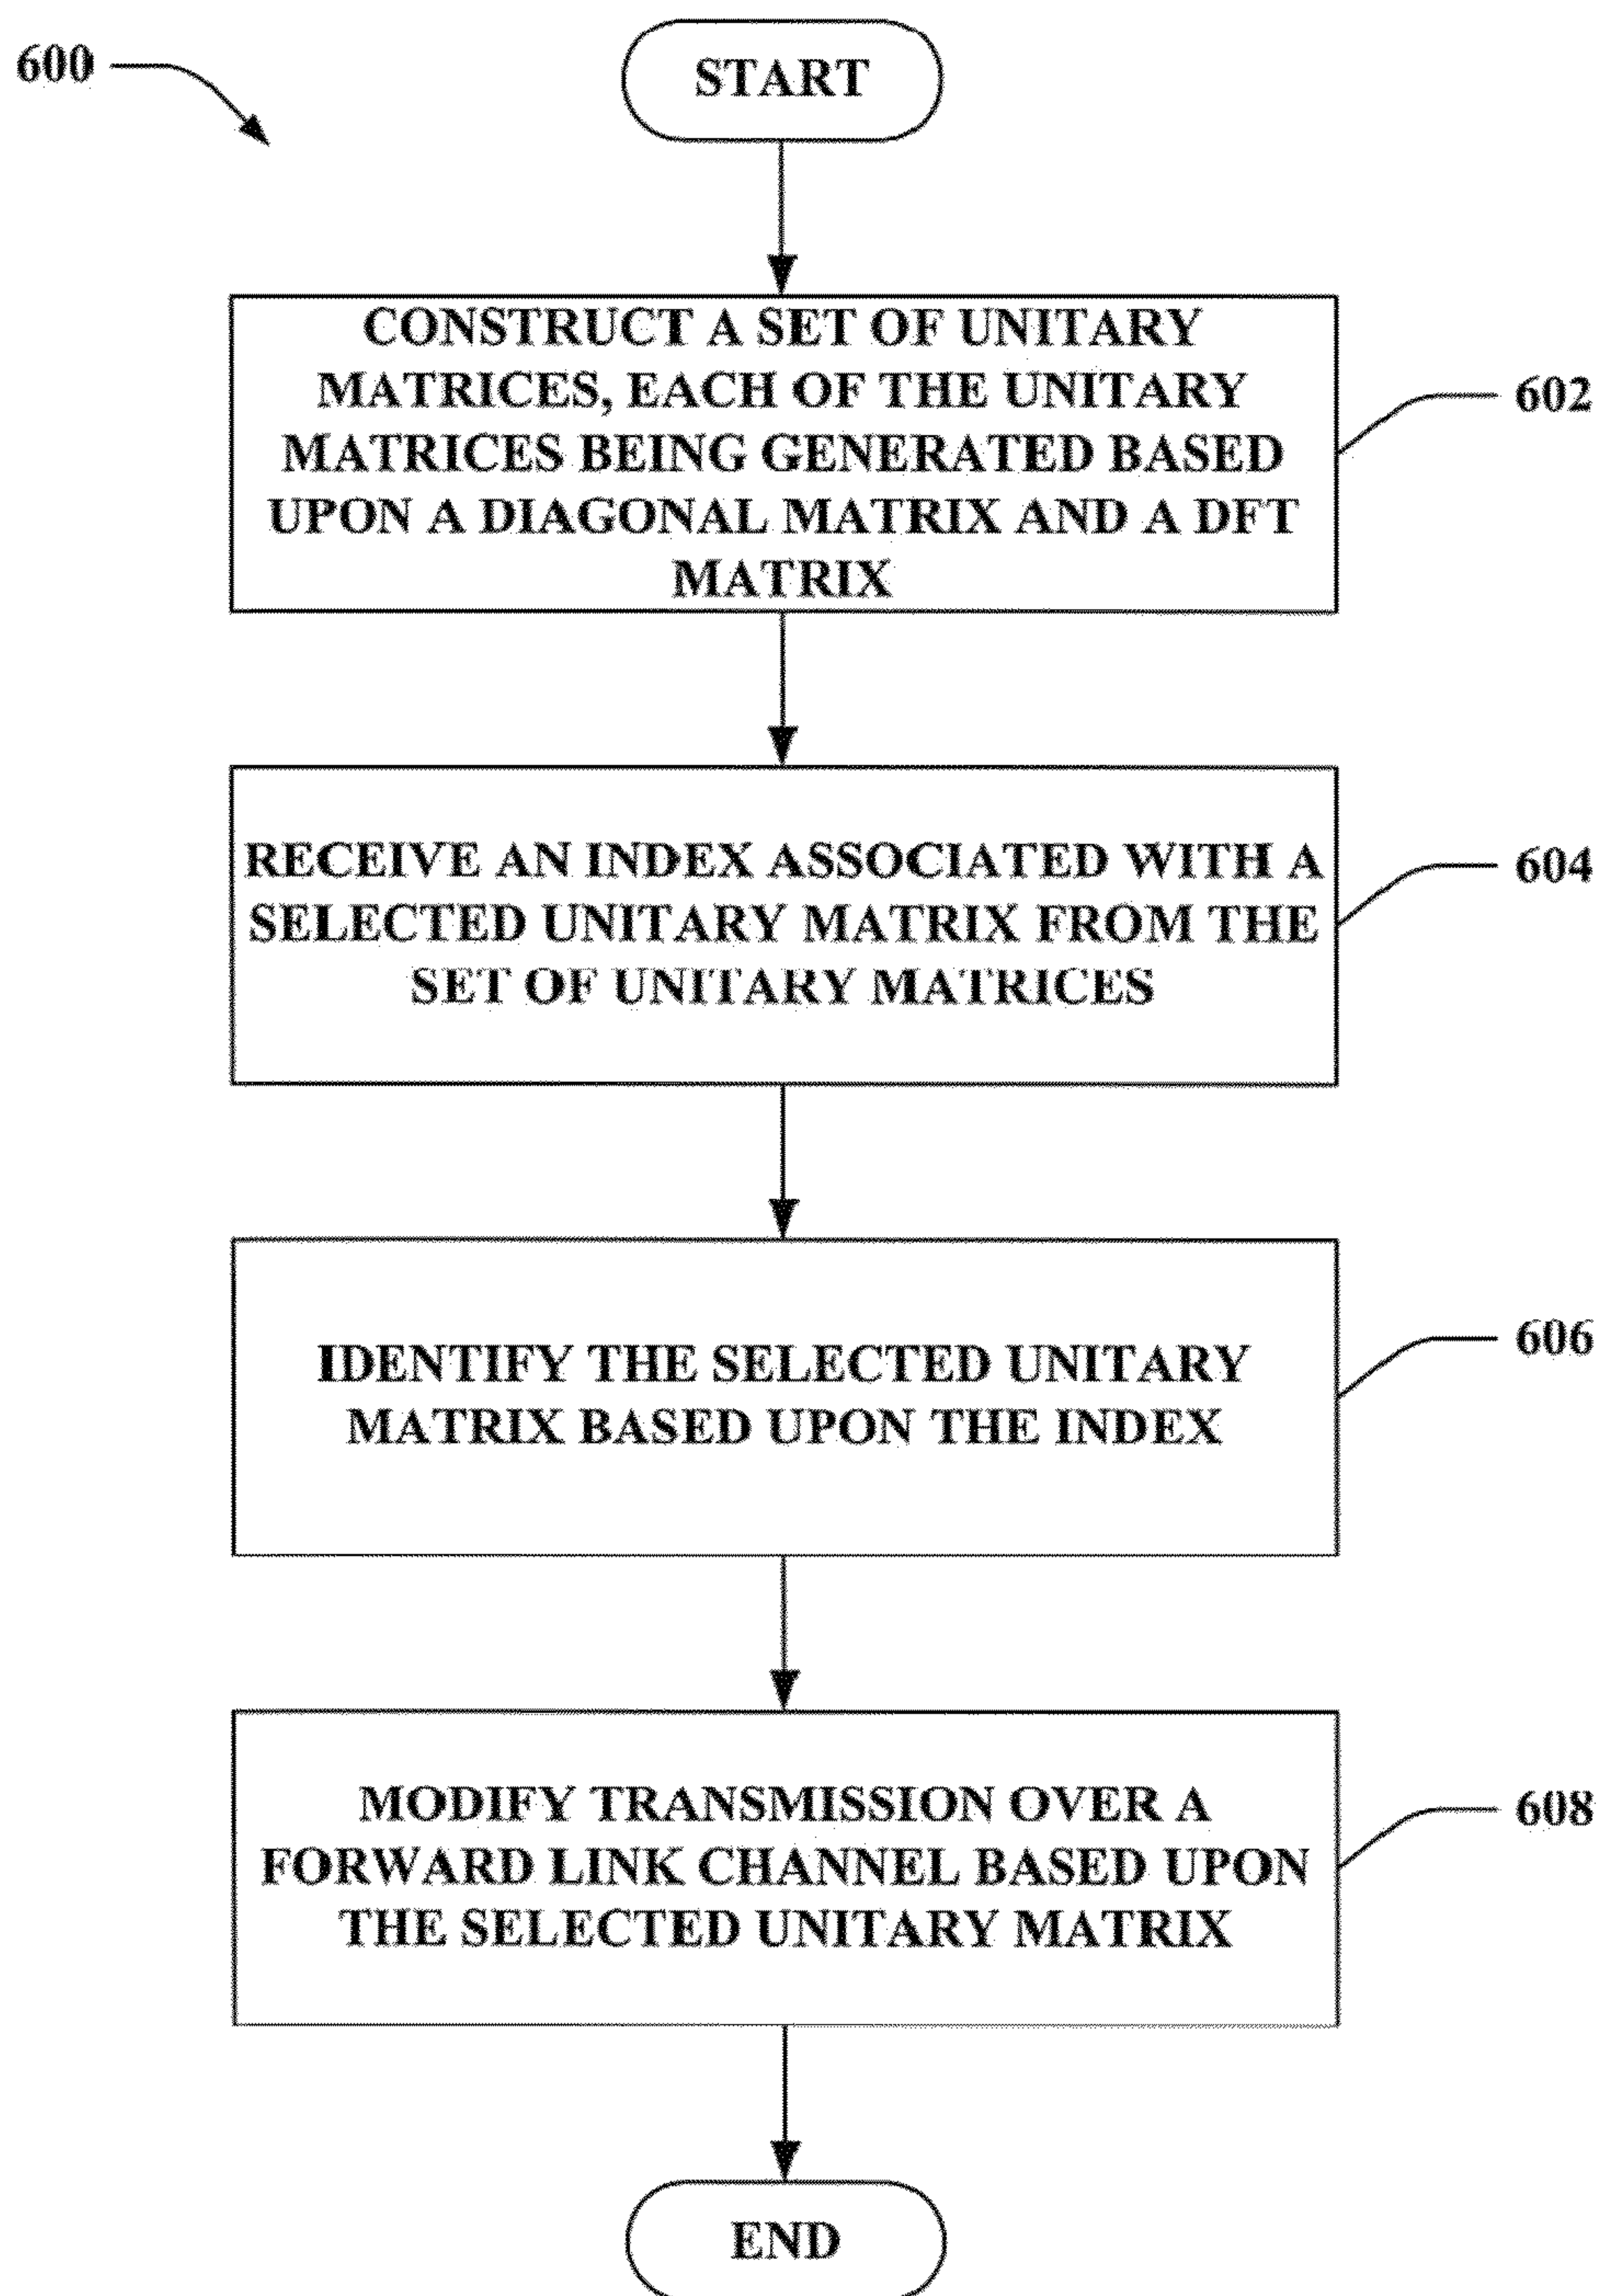 600
START
CONSTRUCT A SET OF UNITARY
MATRICES, EACH OF THE UNITARY
MATRICES BEING GENERATED BASED
UPON A DIAGONAL MATRIX AND A DFT
MATRIX
602
RECEIVE AN INDEX ASSOCIATED WITH A
SELECTED UNITARY MATRIX FROM THE
SET OF UNITARY MATRICES
604
IDENTIFY THE SELECTED UNITARY
MATRIX BASED UPON THE INDEX
606
MODIFY TRANSMISSION OVER A
FORWARD LINK CHANNEL BASED UPON
THE SELECTED UNITARY MATRIX
608
END